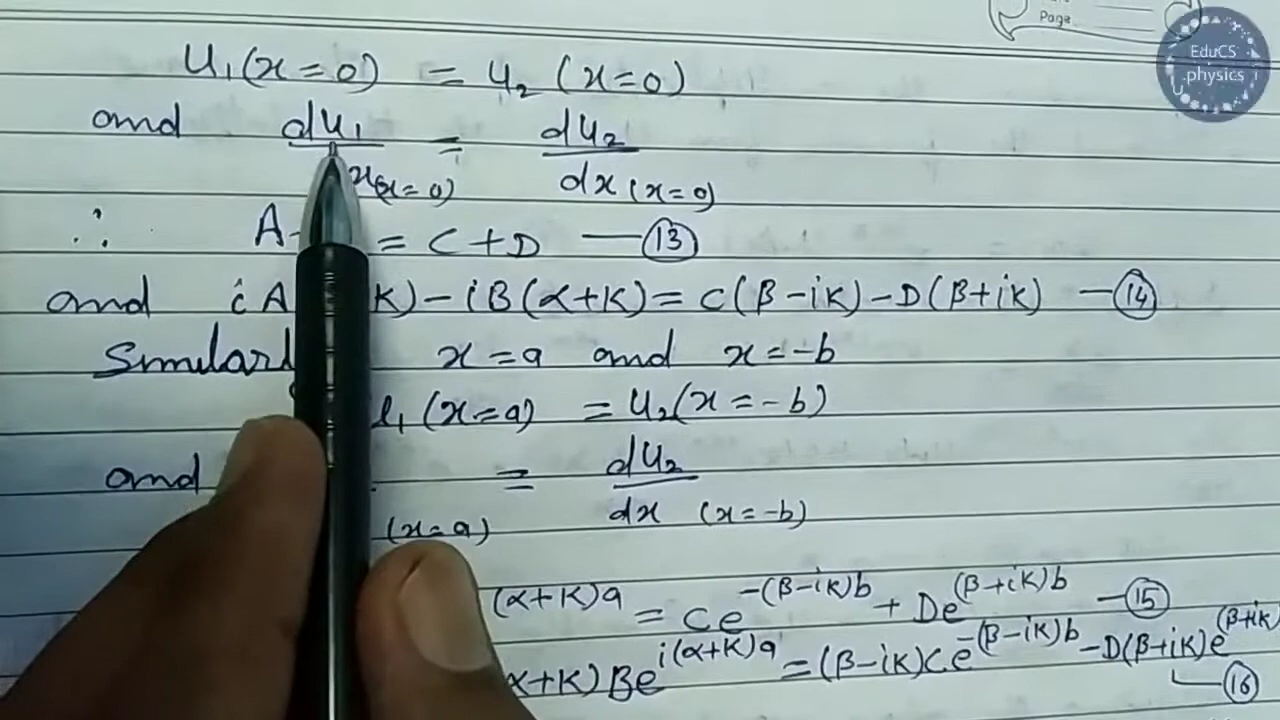 Page
EduCS
physics
U₁(x=0) = U₂ (x=0)
and dU₁ = dU₂
x(x=0) dx (x=0)
∴ A = C + D — ⑬
and iA K) - iB(α+K) = C(β-iK) - D(β+iK) — ⑭
x = a and x = -b
₁(x=a) = U₂(x=-b)
and = dU₂
(x=a) dx (x=-b)
(α+K)a = Ce^-(β-iK)b + De^(β+iK)b — ⑮
α+K)Be^i(α+K)a = (β-iK)Ce^-(β-iK)b - D(β+iK)e^(β+iK)
⑯